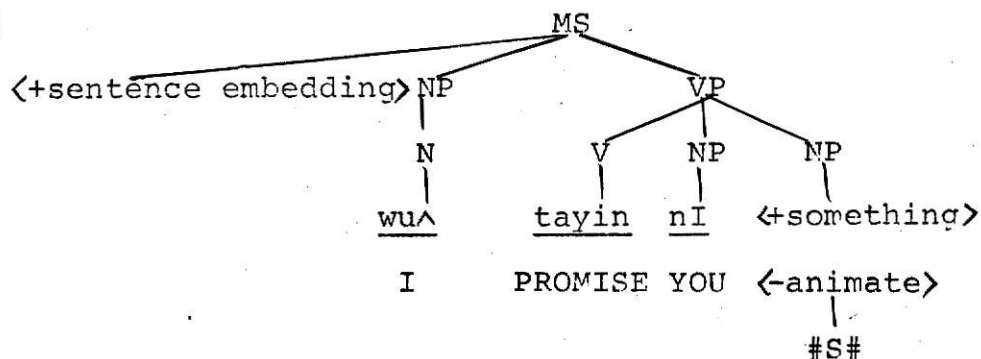 MS
<+sentence embedding> NP VP
N V NP NP
wu∧ tayin nI <+something>
I PROMISE YOU <-animate>
#S#